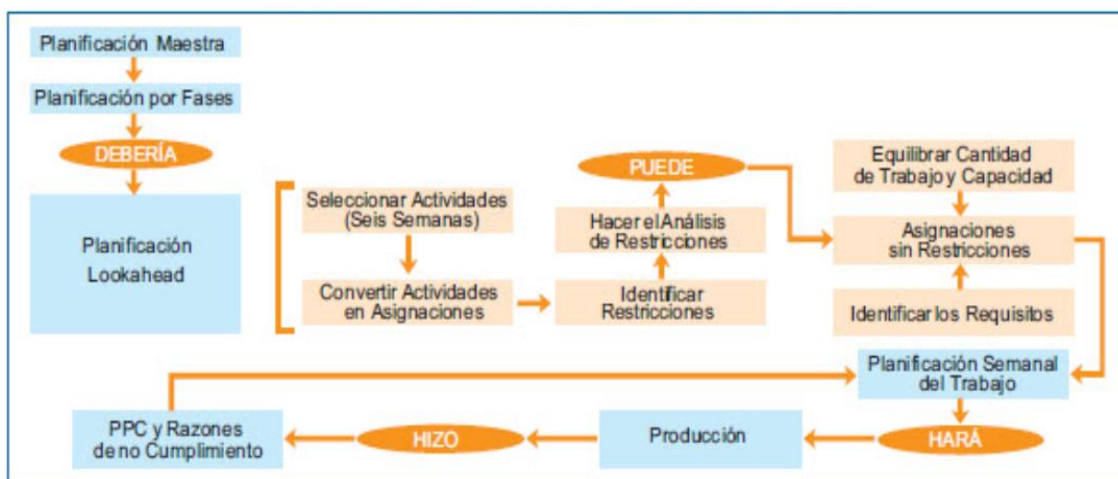 Planificación Maestra
Planificación por Fases
DEBERÍA
Planificación
Lookahead
Seleccionar Actividades
(Seis Semanas)
Convertir Actividades
en Asignaciones
Identificar
Restricciones
Hacer el Análisis
de Restricciones
PUEDE
Equilibrar Cantidad
de Trabajo y Capacidad
Asignaciones
sin Restricciones
Identificar los Requisitos
Planificación Semanal
del Trabajo
HARÁ
Producción
HIZO
PPC y Razones
de no Cumplimiento